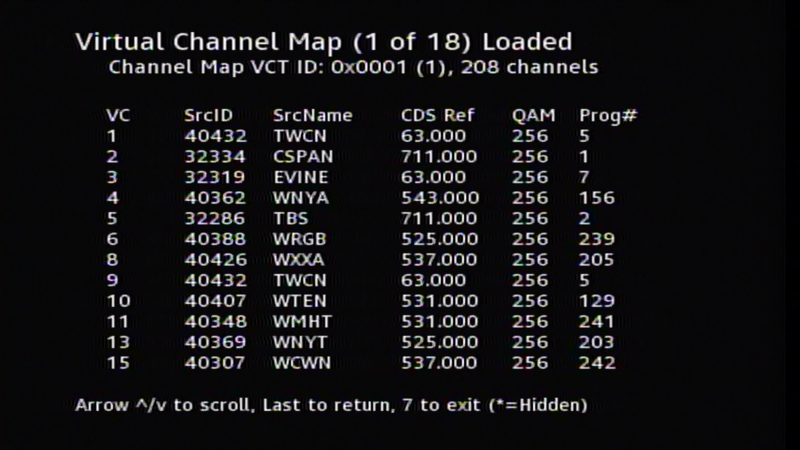 Virtual Channel Map (1 of 18) Loaded
Channel Map VCT ID: 0x0001 (1), 208 channels
VC SrcID SrcName CDS Ref QAM Prog#
1 40432 TWCN 63.000 256 5
2 32334 CSPAN 711.000 256 1
3 32319 EVINE 63.000 256 7
4 40362 WNYA 543.000 256 156
5 32286 TBS 711.000 256 2
6 40388 WRGB 525.000 256 239
8 40426 WXXA 537.000 256 205
9 40432 TWCN 63.000 256 5
10 40407 WTEN 531.000 256 129
11 40348 WMHT 531.000 256 241
13 40369 WNYT 525.000 256 203
15 40307 WCWN 537.000 256 242
Arrow ^/v to scroll, Last to return, 7 to exit (*=Hidden)